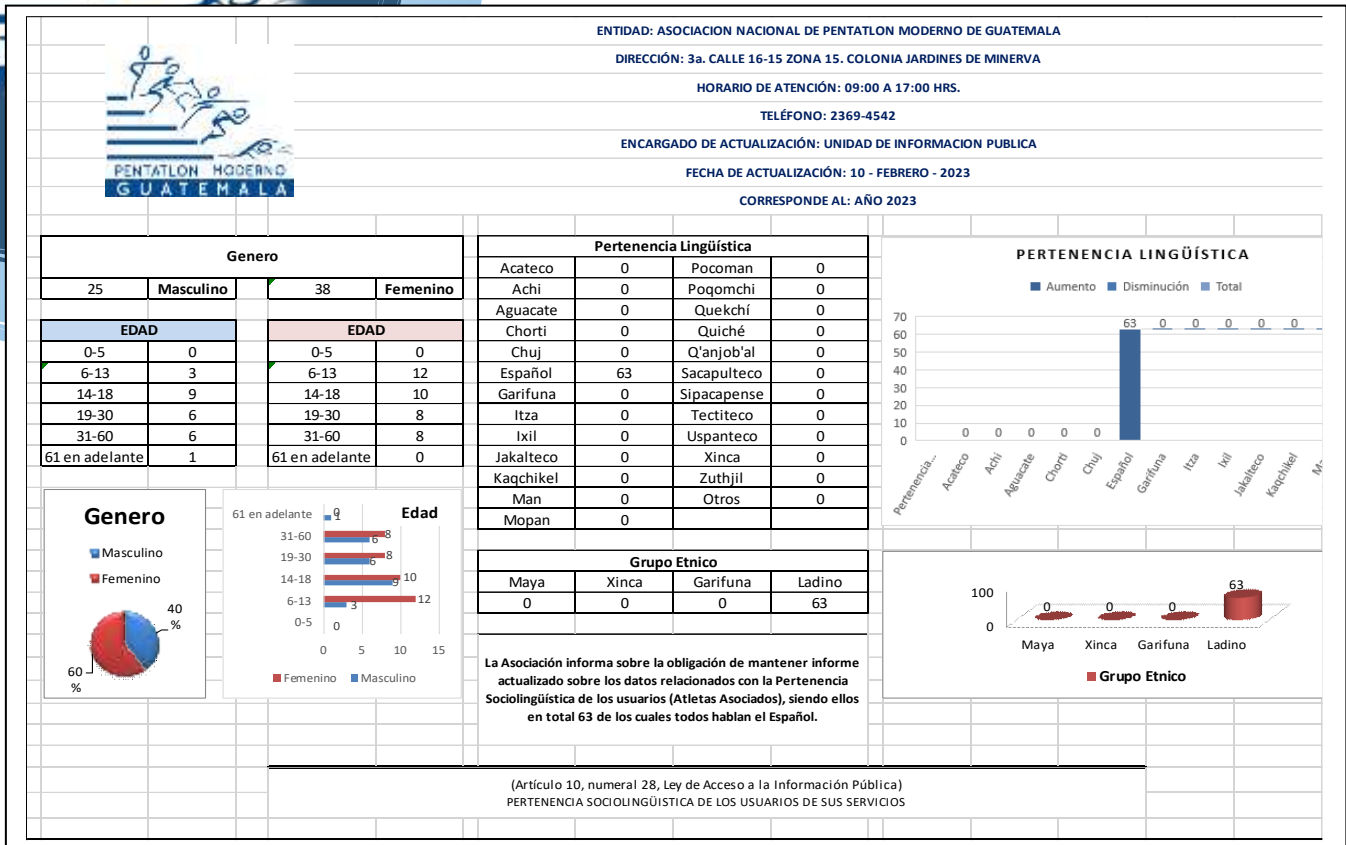 ENTIDAD: ASOCIACION NACIONAL DE PENTATLON MODERNO DE GUATEMALA
DIRECCIÓN: 3a. CALLE 16-15 ZONA 15. COLONIA JARDINES DE MINERVA
HORARIO DE ATENCIÓN: 09:00 A 17:00 HRS.
TELÉFONO: 2369-4542
ENCARGADO DE ACTUALIZACIÓN: UNIDAD DE INFORMACION PUBLICA
FECHA DE ACTUALIZACIÓN: 10 - FEBRERO - 2023
CORRESPONDE AL: AÑO 2023
PENTATLON MODERNO
GUATEMALA
Genero
25 Masculino 38 Femenino
EDAD EDAD
0-5 0 0-5 0
6-13 3 6-13 12
14-18 9 14-18 10
19-30 6 19-30 8
31-60 6 31-60 8
61 en adelante 1 61 en adelante 0
Pertenencia Lingüística
Acateco 0 Pocoman 0
Achi 0 Poqomchi 0
Aguacate 0 Quekchí 0
Chorti 0 Quiché 0
Chuj 0 Q'anjob'al 0
Español 63 Sacapulteco 0
Garifuna 0 Sipacapense 0
Itza 0 Tectiteco 0
Ixil 0 Uspanteco 0
Jakalteco 0 Xinca 0
Kaqchikel 0 Zuthjil 0
Man 0 Otros 0
Mopan 0
PERTENENCIA LINGÜÍSTICA
Aumento Disminución Total
70
60
50
40
30
20
10
0
0 0 0 0 0 63 0 0 0 0 0
Pertenencia... Acateco Achi Aguacate Chorti Chuj Español Garifuna Itza Ixil Jakalteco Kaqchikel
Genero
Masculino
Femenino
40
%
60
%
Edad
61 en adelante 0 1
31-60 8 6
19-30 8 6
14-18 10 9
6-13 12 3
0-5 0
0 5 10 15
Femenino Masculino
Grupo Etnico
Maya Xinca Garifuna Ladino
0 0 0 63
100
0
0 0 0 63
Maya Xinca Garifuna Ladino
Grupo Etnico
La Asociación informa sobre la obligación de mantener informe
actualizado sobre los datos relacionados con la Pertenencia
Sociolingüística de los usuarios (Atletas Asociados), siendo ellos
en total 63 de los cuales todos hablan el Español.
(Artículo 10, numeral 28, Ley de Acceso a la Información Pública)
PERTENENCIA SOCIOLINGÜISTICA DE LOS USUARIOS DE SUS SERVICIOS